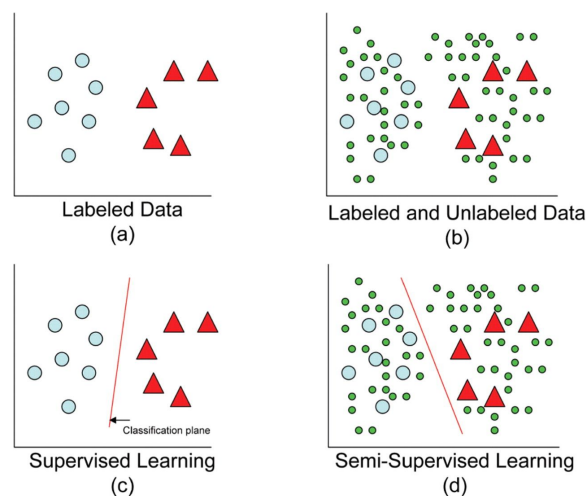 Labeled Data
(a)
Labeled and Unlabeled Data
(b)
Classification plane
Supervised Learning
(c)
Semi-Supervised Learning
(d)